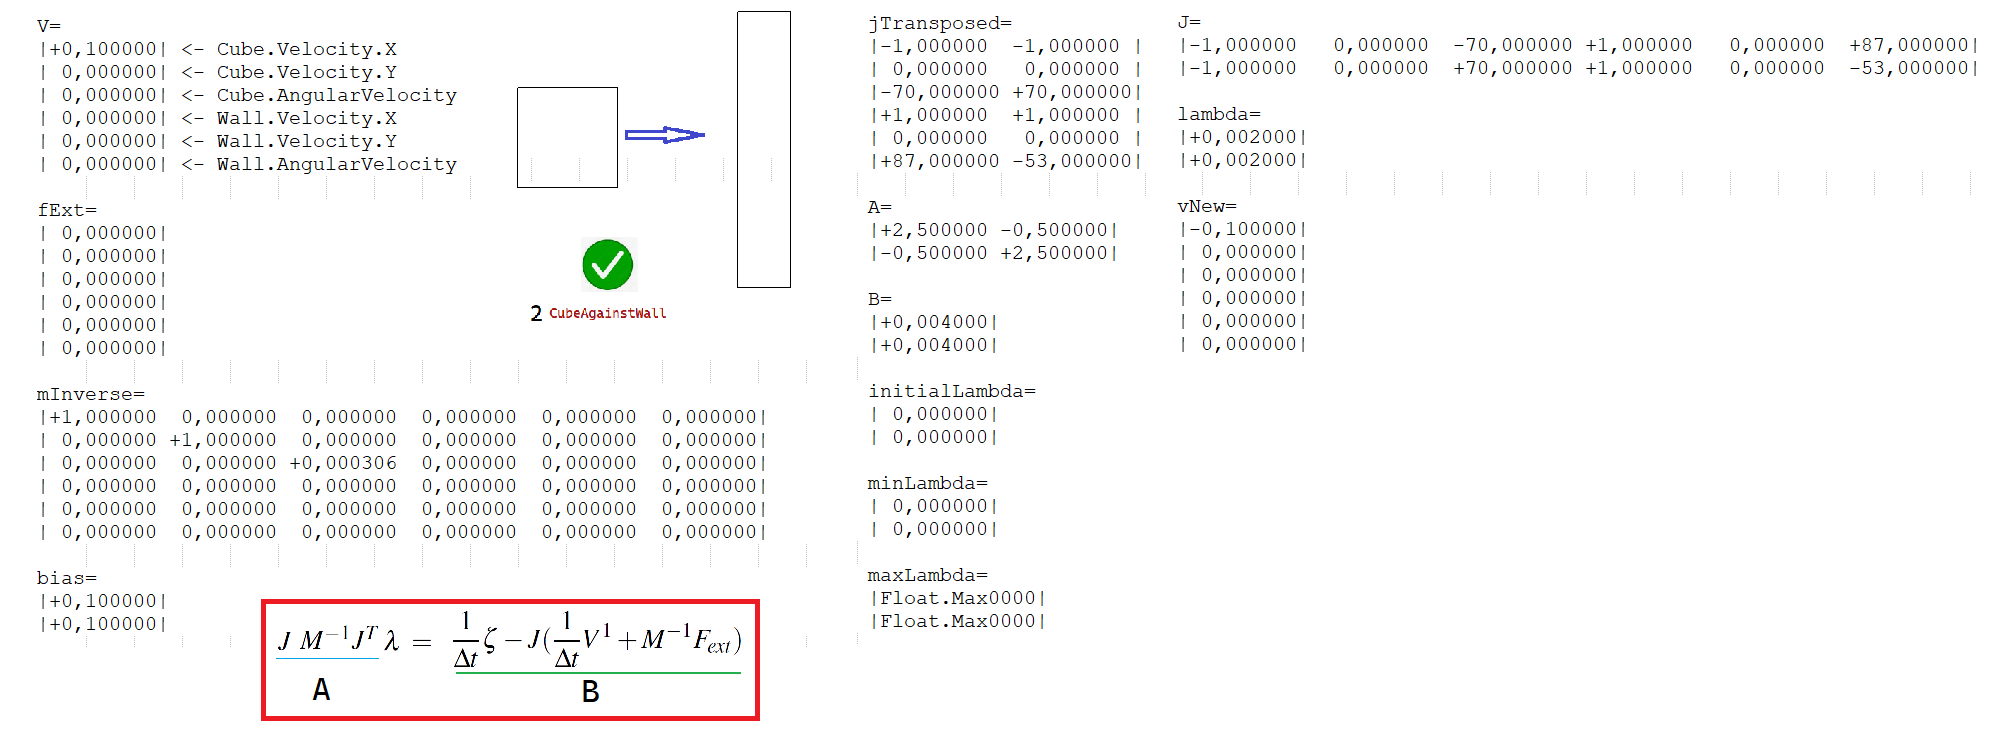 V=
|+0,100000| <- Cube.Velocity.X
| 0,000000| <- Cube.Velocity.Y
| 0,000000| <- Cube.AngularVelocity
| 0,000000| <- Wall.Velocity.X
| 0,000000| <- Wall.Velocity.Y
| 0,000000| <- Wall.AngularVelocity
fExt=
| 0,000000|
| 0,000000|
| 0,000000|
| 0,000000|
| 0,000000|
| 0,000000|
2 CubeAgainstWall
mInverse=
|+1,000000 0,000000 0,000000 0,000000 0,000000 0,000000|
| 0,000000 +1,000000 0,000000 0,000000 0,000000 0,000000|
| 0,000000 0,000000 +0,000306 0,000000 0,000000 0,000000|
| 0,000000 0,000000 0,000000 0,000000 0,000000 0,000000|
| 0,000000 0,000000 0,000000 0,000000 0,000000 0,000000|
| 0,000000 0,000000 0,000000 0,000000 0,000000 0,000000|
bias=
|+0,100000|
|+0,100000|
J M⁻¹Jᵀ λ = 1/Δt ζ − J(1/Δt V¹ + M⁻¹F_ext)
A B
jTransposed=
|-1,000000 -1,000000 |
| 0,000000 0,000000 |
|-70,000000 +70,000000|
|+1,000000 +1,000000 |
| 0,000000 0,000000 |
|+87,000000 -53,000000|
A=
|+2,500000 -0,500000|
|-0,500000 +2,500000|
B=
|+0,004000|
|+0,004000|
initialLambda=
| 0,000000|
| 0,000000|
minLambda=
| 0,000000|
| 0,000000|
maxLambda=
|Float.Max0000|
|Float.Max0000|
J=
|-1,000000 0,000000 -70,000000 +1,000000 0,000000 +87,000000|
|-1,000000 0,000000 +70,000000 +1,000000 0,000000 -53,000000|
lambda=
|+0,002000|
|+0,002000|
vNew=
|-0,100000|
| 0,000000|
| 0,000000|
| 0,000000|
| 0,000000|
| 0,000000|